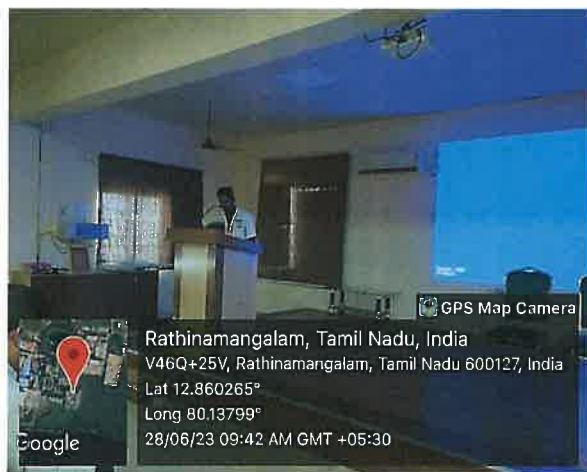 GPS Map Camera
Rathinamangalam, Tamil Nadu, India
V46Q+25V, Rathinamangalam, Tamil Nadu 600127, India
Lat 12.860265°
Long 80.13799°
28/06/23 09:42 AM GMT +05:30
Google